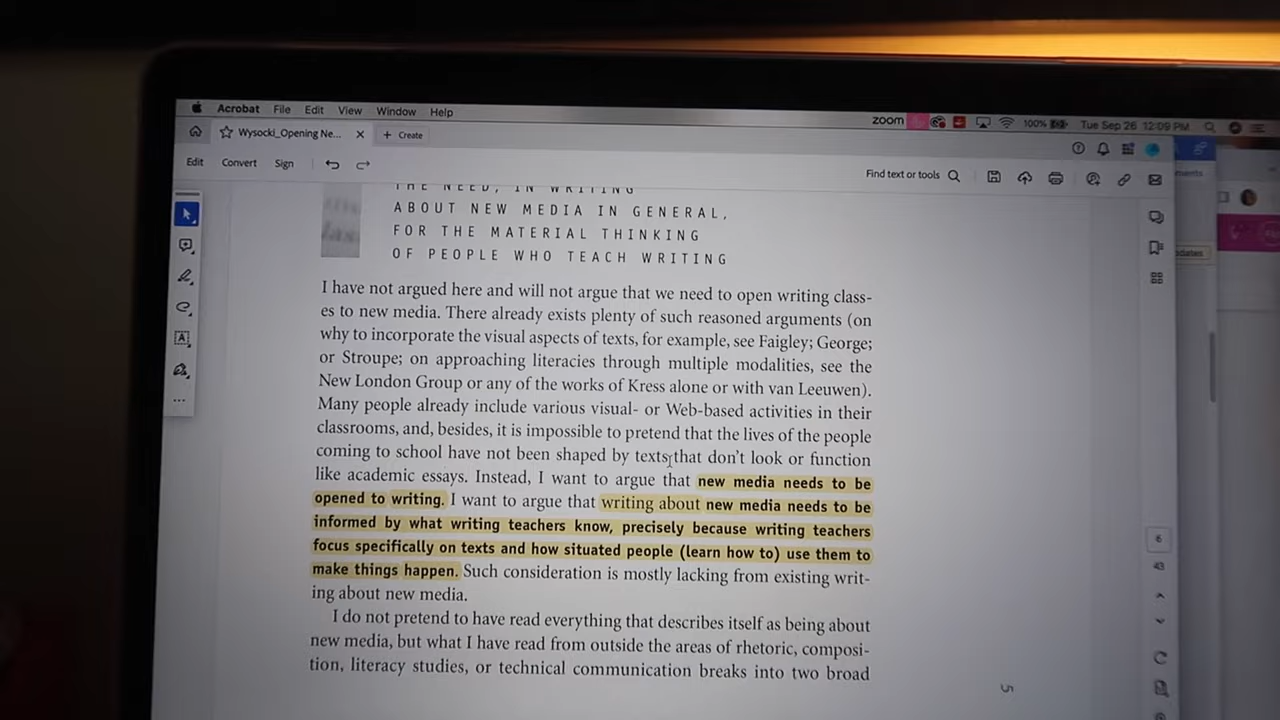 Acrobat File Edit View Window Help
zoom 100% Tue Sep 26 12:09 PM
Wysocki_Opening Ne... × + Create
Edit Convert Sign
Find text or tools
THE NEED, IN WRITING
ABOUT NEW MEDIA IN GENERAL,
FOR THE MATERIAL THINKING
OF PEOPLE WHO TEACH WRITING
I have not argued here and will not argue that we need to open writing class-
es to new media. There already exists plenty of such reasoned arguments (on
why to incorporate the visual aspects of texts, for example, see Faigley; George;
or Stroupe; on approaching literacies through multiple modalities, see the
New London Group or any of the works of Kress alone or with van Leeuwen).
Many people already include various visual- or Web-based activities in their
classrooms, and, besides, it is impossible to pretend that the lives of the people
coming to school have not been shaped by texts that don't look or function
like academic essays. Instead, I want to argue that new media needs to be
opened to writing. I want to argue that writing about new media needs to be
informed by what writing teachers know, precisely because writing teachers
focus specifically on texts and how situated people (learn how to) use them to
make things happen. Such consideration is mostly lacking from existing writ-
ing about new media.
I do not pretend to have read everything that describes itself as being about
new media, but what I have read from outside the areas of rhetoric, composi-
tion, literacy studies, or technical communication breaks into two broad
5
6
43